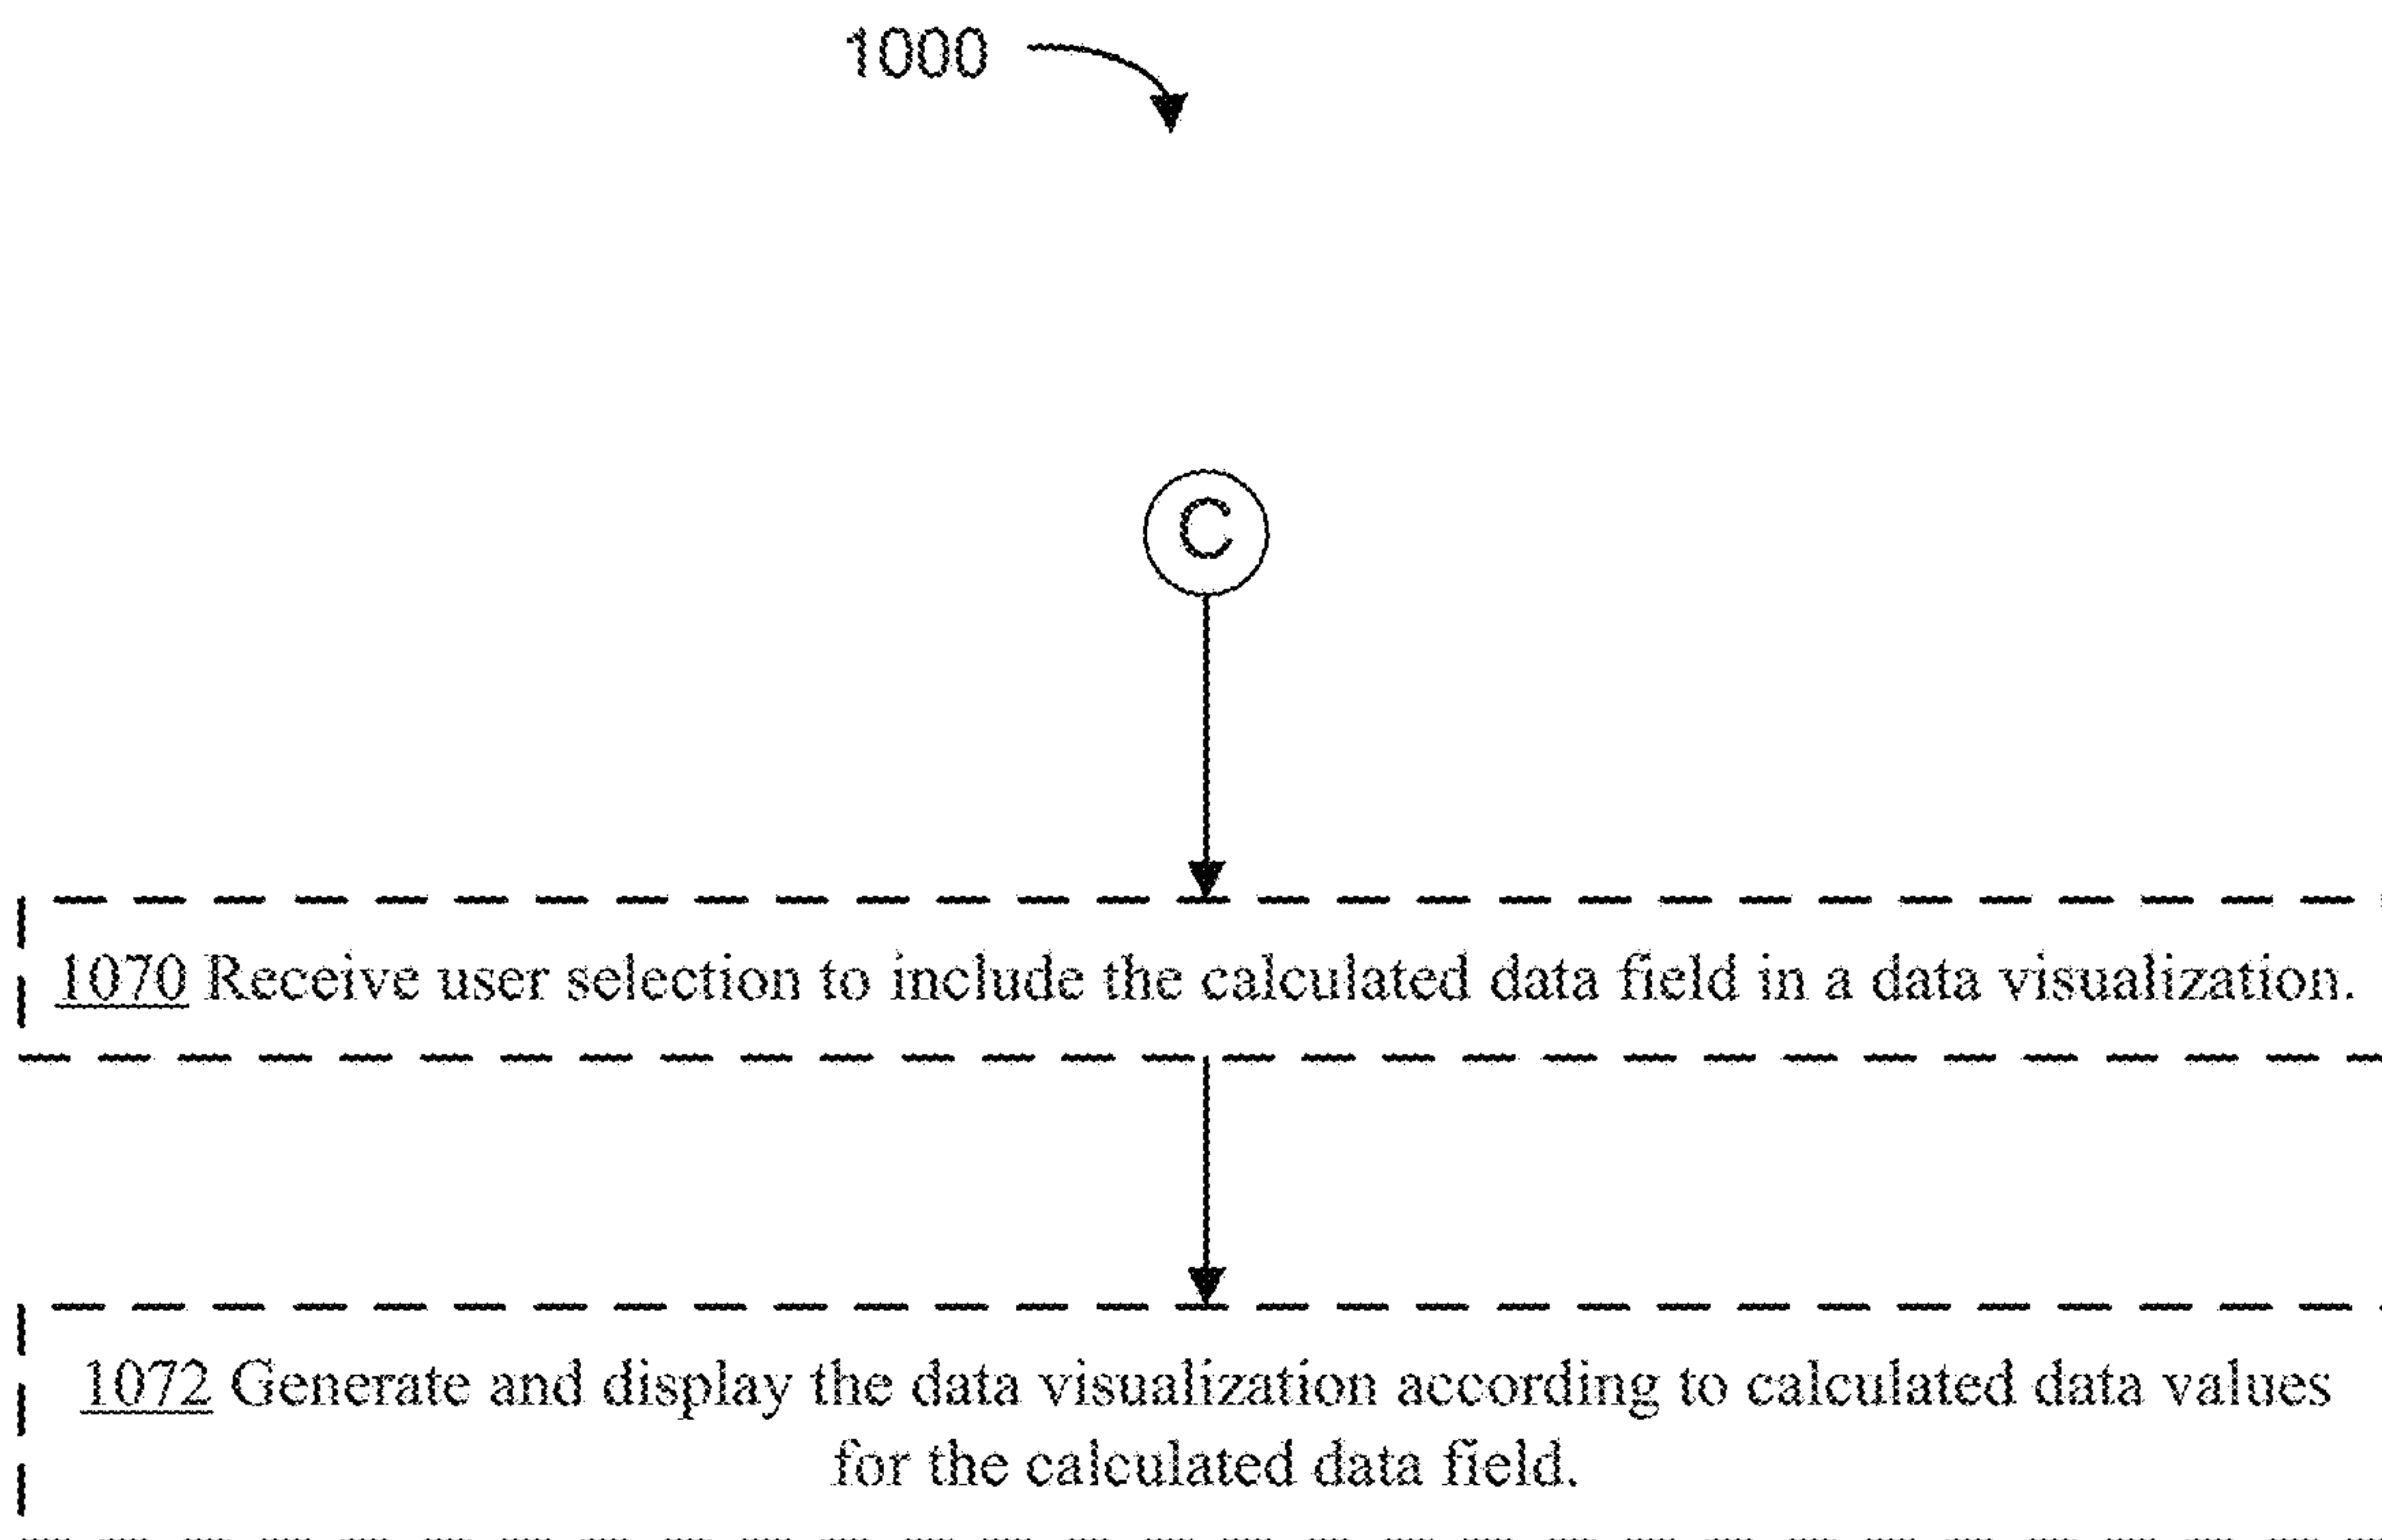 1000
C
1070 Receive user selection to include the calculated data field in a data visualization.
1072 Generate and display the data visualization according to calculated data values
for the calculated data field.